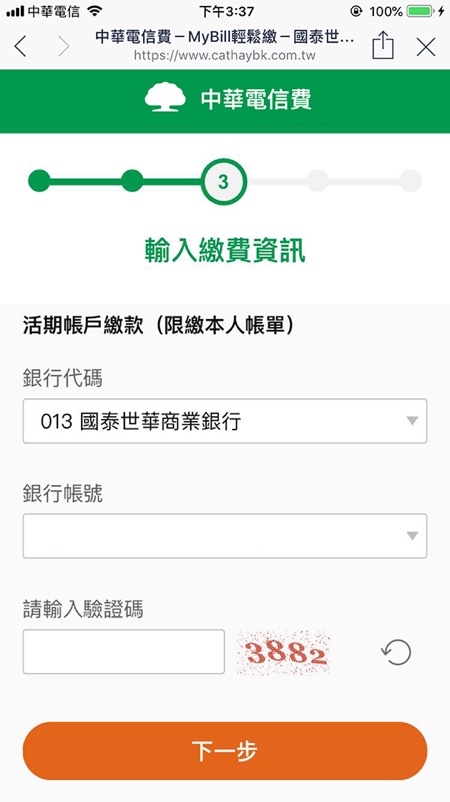 中華電信 下午3:37 100%
中華電信費－MyBill輕鬆繳－國泰世...
https://www.cathaybk.com.tw
中華電信費
3
輸入繳費資訊
活期帳戶繳款（限繳本人帳單）
銀行代碼
013 國泰世華商業銀行
銀行帳號
請輸入驗證碼
3882
下一步